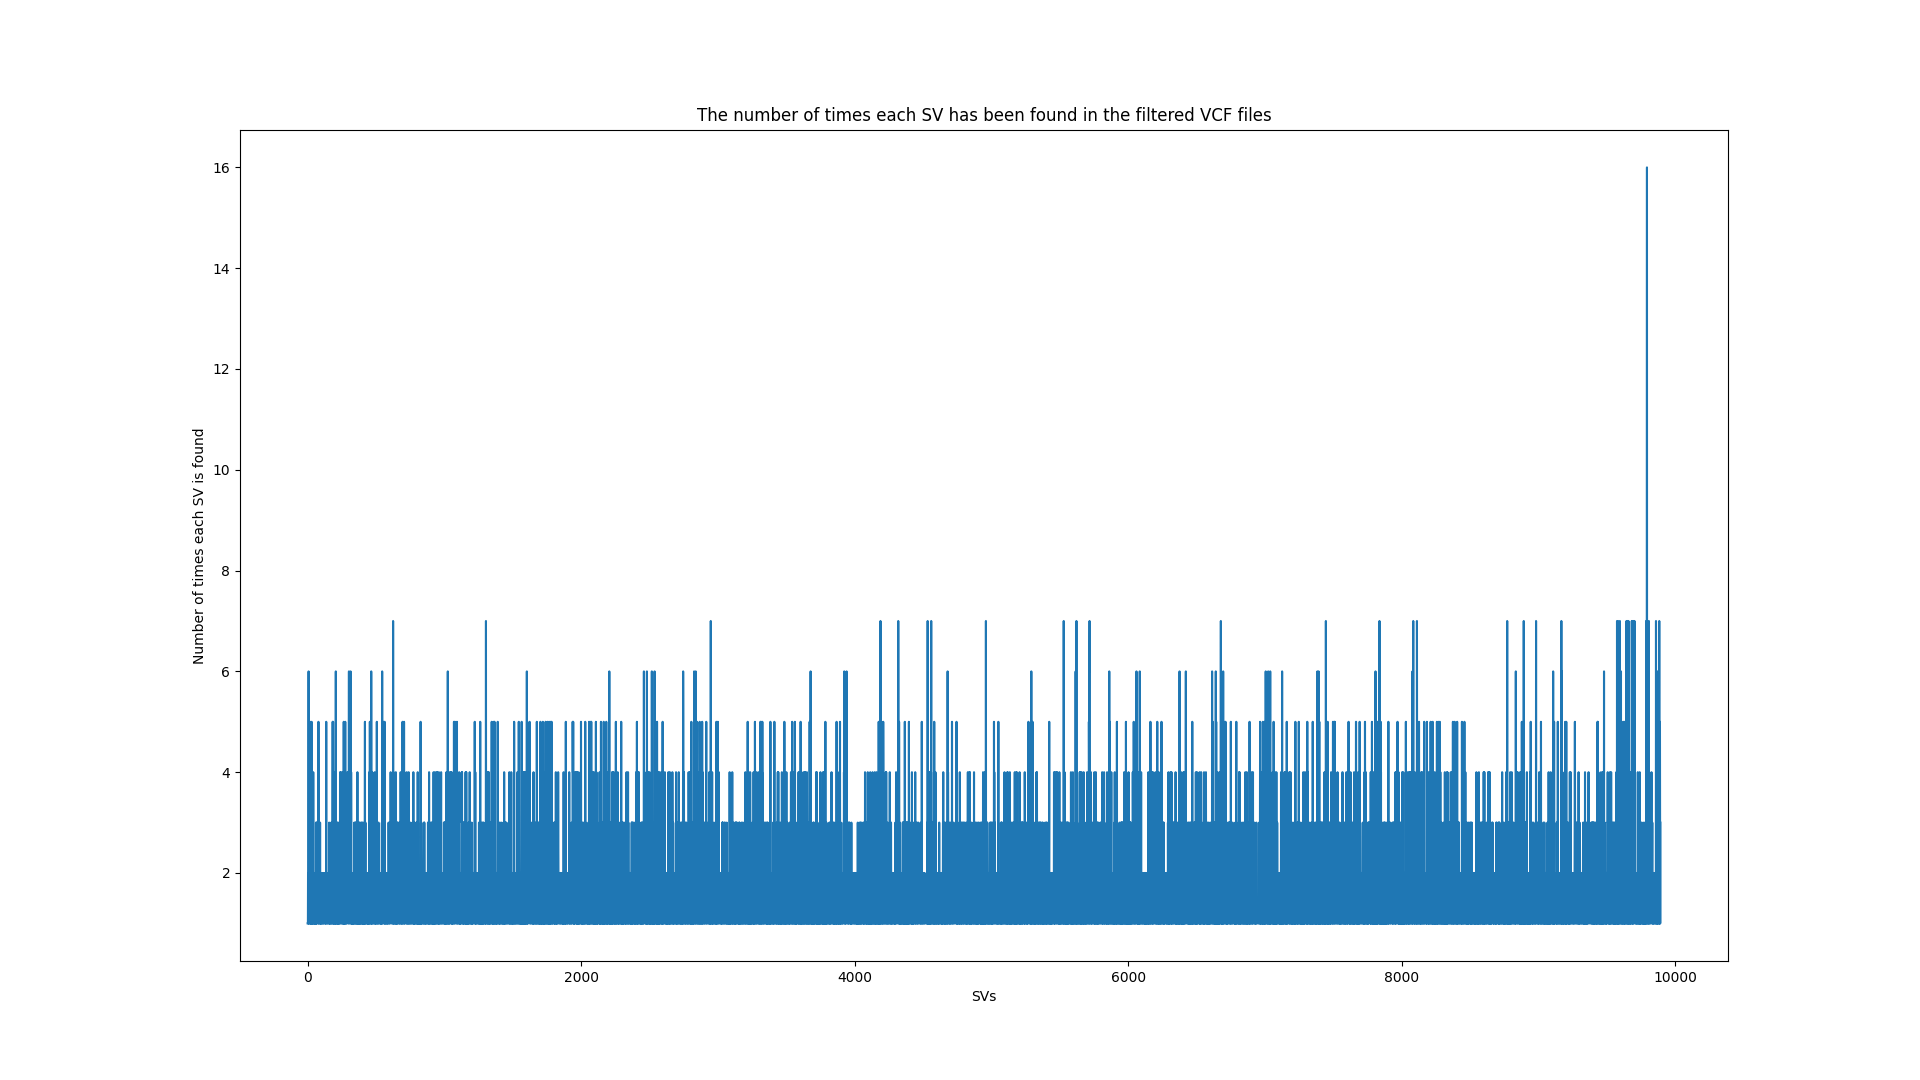 The number of times each SV has been found in the filtered VCF files
16
14
12
10
8
6
4
2
Number of times each SV is found
0 2000 4000 6000 8000 10000
SVs